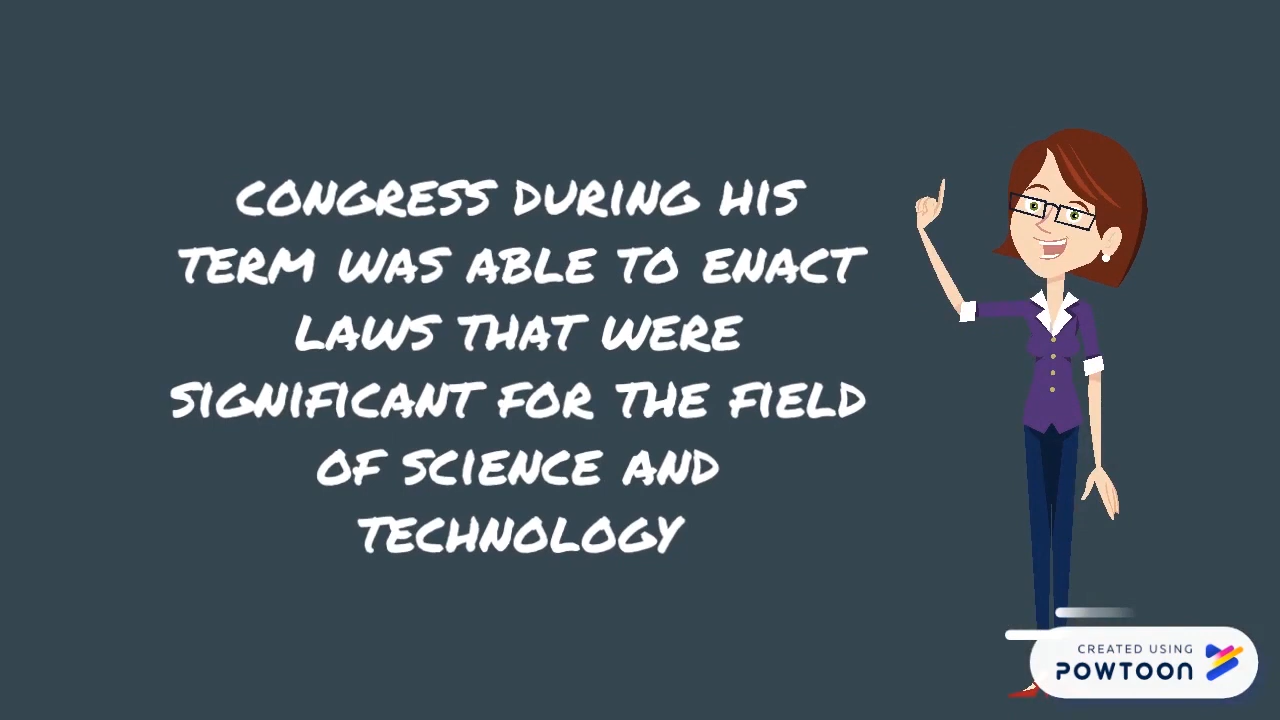 CONGRESS DURING HIS
TERM WAS ABLE TO ENACT
LAWS THAT WERE
SIGNIFICANT FOR THE FIELD
OF SCIENCE AND
TECHNOLOGY
CREATED USING
POWTOON